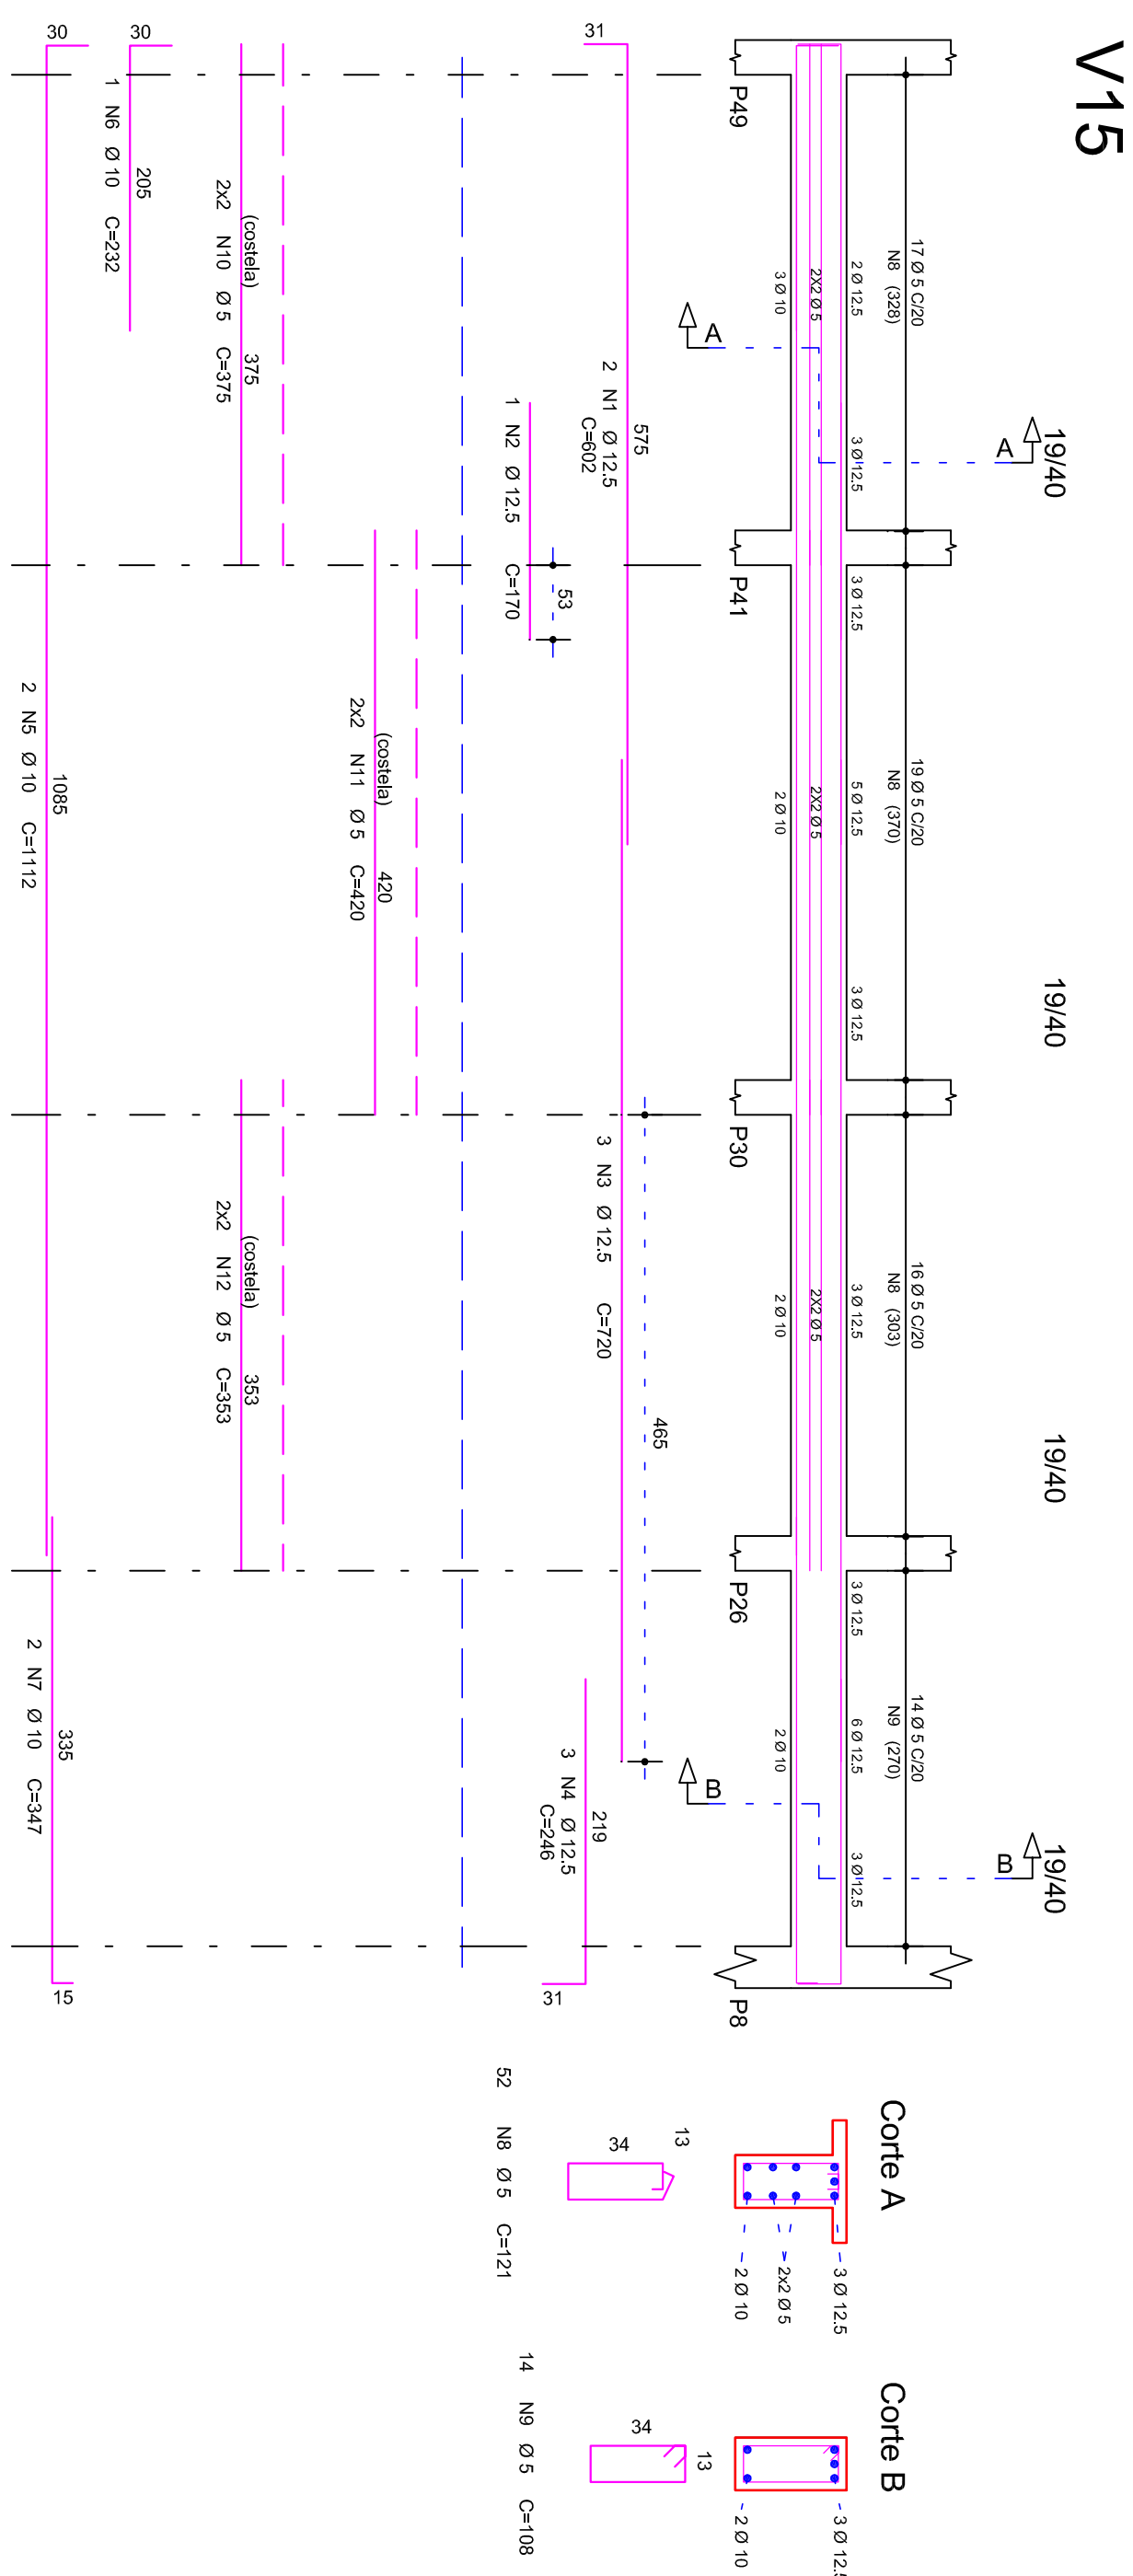 V15
19/40
19/40
19/40
19/40
A
A
B
B
17 Ø 5 C/20
N8 (328)
19 Ø 5 C/20
N8 (370)
16 Ø 5 C/20
N8 (303)
14 Ø 5 C/20
N9 (270)
2 Ø 12.5
3 Ø 12.5
3 Ø 12.5
5 Ø 12.5
3 Ø 12.5
3 Ø 12.5
3 Ø 12.5
6 Ø 12.5
3 Ø 12.5
2X2 Ø 5
2X2 Ø 5
2X2 Ø 5
3 Ø 10
2 Ø 10
2 Ø 10
2 Ø 10
P49
P41
P30
P26
P8
465
31
575
2 N1 Ø 12.5
C=602
3 N3 Ø 12.5 C=720
219
3 N4 Ø 12.5
C=246
31
53
1 N2 Ø 12.5 C=170
(costela) 420
2x2 N11 Ø 5 C=420
(costela) 375
2x2 N10 Ø 5 C=375
(costela) 353
2x2 N12 Ø 5 C=353
30
205
1 N6 Ø 10 C=232
30
1085
2 N5 Ø 10 C=1112
335
15
2 N7 Ø 10 C=347
Corte A
3 Ø 12.5
2x2 Ø 5
2 Ø 10
13
34
52 N8 Ø 5 C=121
Corte B
3 Ø 12.5
2 Ø 10
13
34
14 N9 Ø 5 C=108